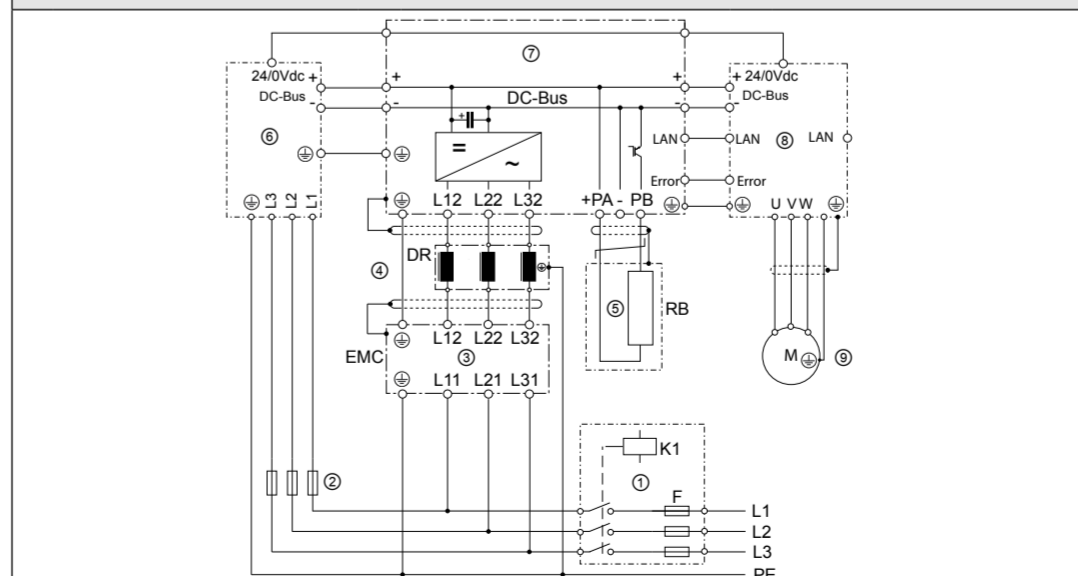 ⑦
24/0Vdc + + + + 24/0Vdc
DC-Bus - - DC-Bus - - DC-Bus
+
= ~
⑥ LAN LAN ⑧ LAN
Error Error
L3 L2 L1 L12 L22 L32 +PA - PB U V W
DR
④
⑤ RB
L12 L22 L32
EMC ③ M ⑨
L11 L21 L31
K1
② ①
F
L1
L2
L3
PE